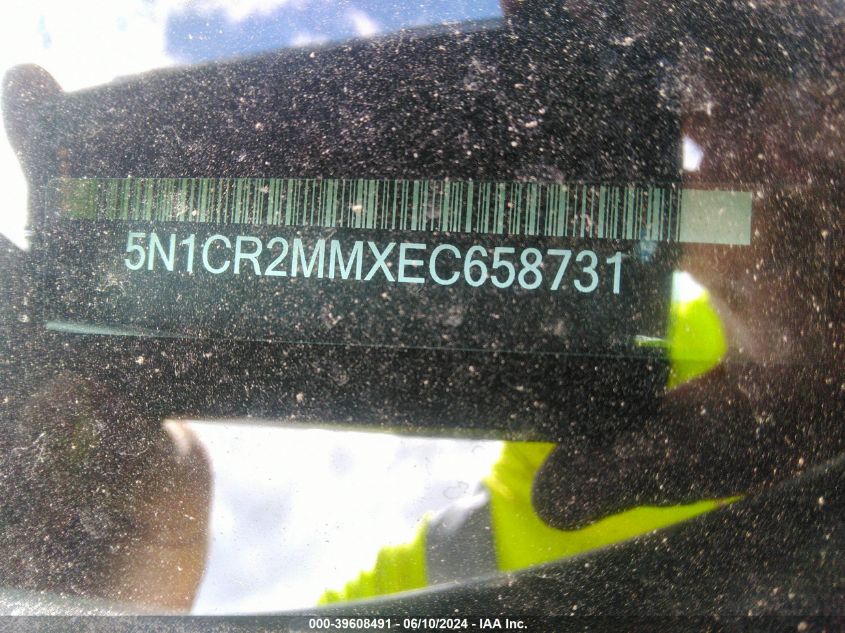 5N1CR2MMXEC658731
000-39608491 - 06/10/2024 - IAA Inc.